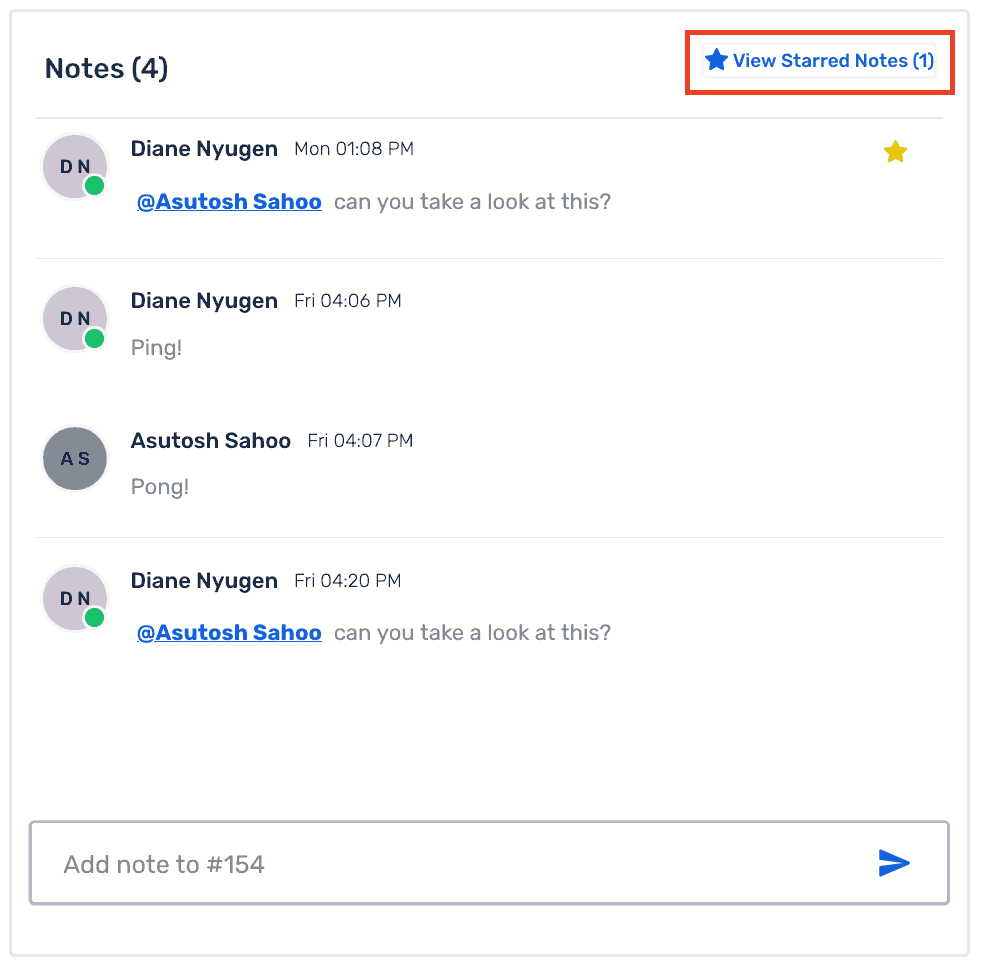 Notes (4)
View Starred Notes (1)
DN
Diane Nyugen Mon 01:08 PM
@Asutosh Sahoo can you take a look at this?
DN
Diane Nyugen Fri 04:06 PM
Ping!
AS
Asutosh Sahoo Fri 04:07 PM
Pong!
DN
Diane Nyugen Fri 04:20 PM
@Asutosh Sahoo can you take a look at this?
Add note to #154